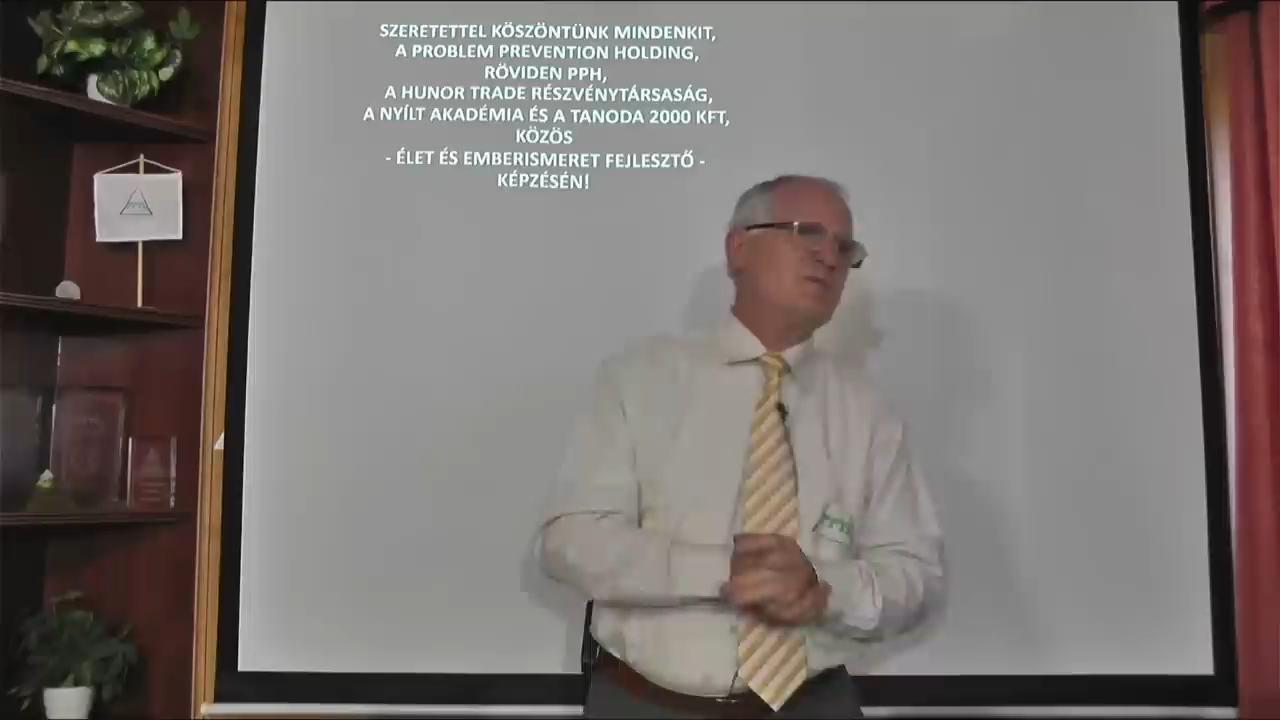 SZERETETTEL KÖSZÖNTÜNK MINDENKIT,
A PROBLEM PREVENTION HOLDING,
RÖVIDEN PPH,
A HUNOR TRADE RÉSZVÉNYTÁRSASÁG,
A NYÍLT AKADÉMIA ÉS A TANODA 2000 KFT,
KÖZÖS
- ÉLET ÉS EMBERISMERET FEJLESZTŐ -
KÉPZÉSÉN!